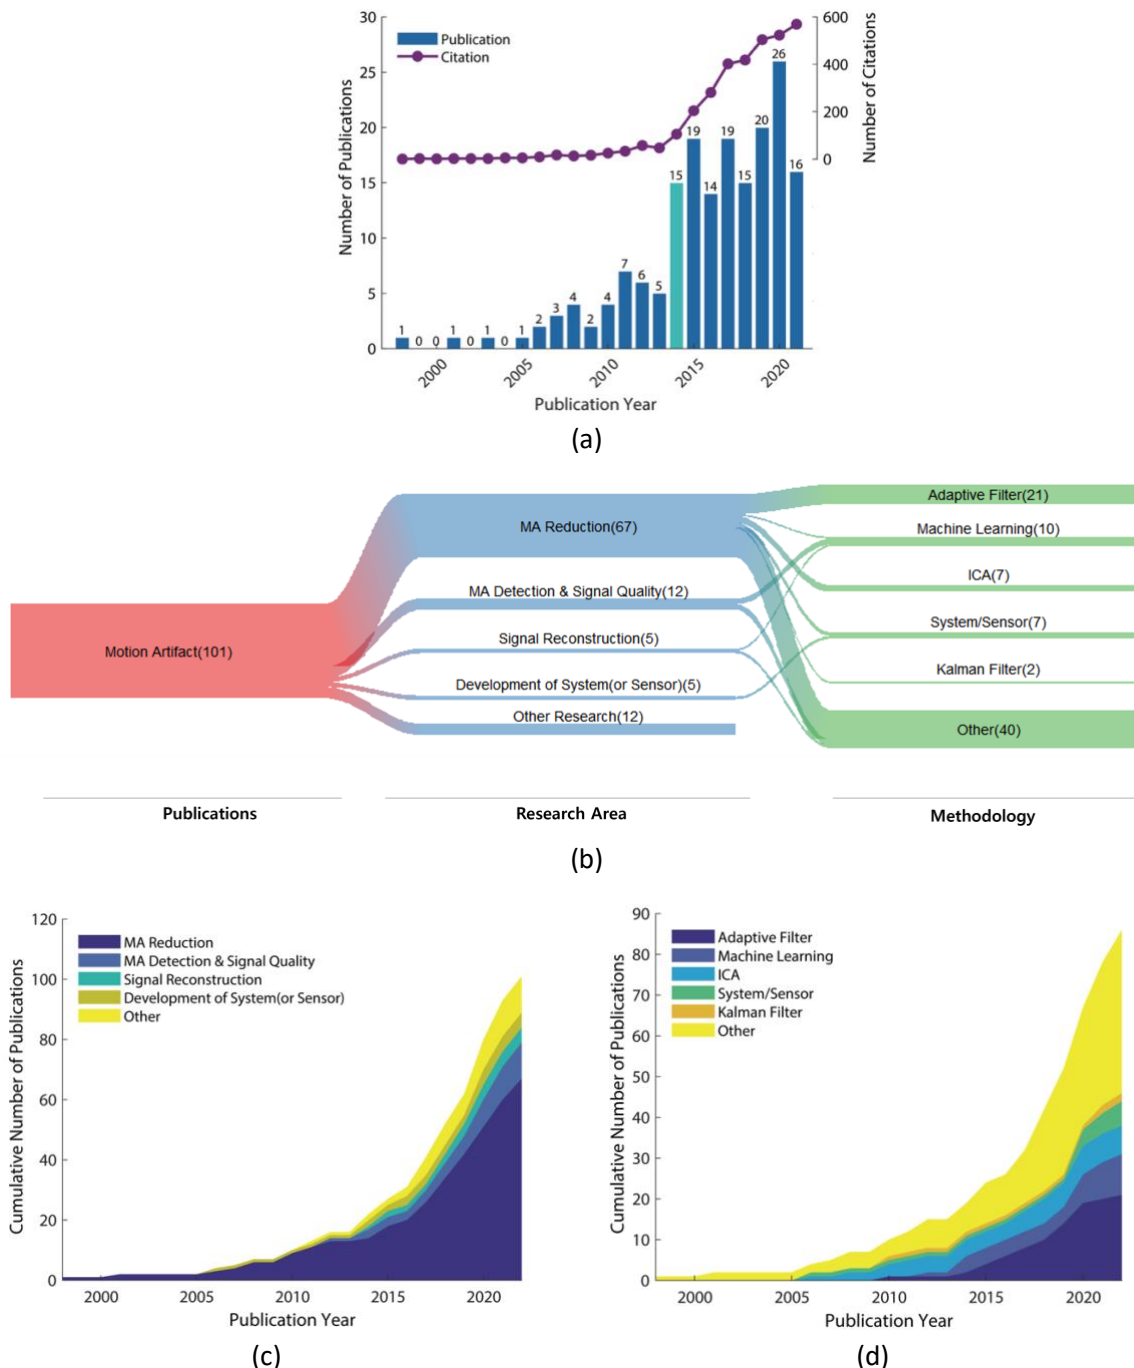 30
25
20
15
10
5
0
Number of Publications
Publication
Citation
600
400
200
0
Number of Citations
1
0
0
1
0
1
0
1
2
3
4
2
4
7
6
5
15
19
14
19
15
20
26
16
2000
2005
2010
2015
2020
Publication Year
(a)
Motion Artifact(101)
MA Reduction(67)
MA Detection & Signal Quality(12)
Signal Reconstruction(5)
Development of System(or Sensor)(5)
Other Research(12)
Adaptive Filter(21)
Machine Learning(10)
ICA(7)
System/Sensor(7)
Kalman Filter(2)
Other(40)
Publications
Research Area
Methodology
(b)
120
100
80
60
40
20
0
Cumulative Number of Publications
MA Reduction
MA Detection & Signal Quality
Signal Reconstruction
Development of System(or Sensor)
Other
2000
2005
2010
2015
2020
Publication Year
(c)
90
80
70
60
50
40
30
20
10
0
Cumulative Number of Publications
Adaptive Filter
Machine Learning
ICA
System/Sensor
Kalman Filter
Other
2000
2005
2010
2015
2020
Publication Year
(d)